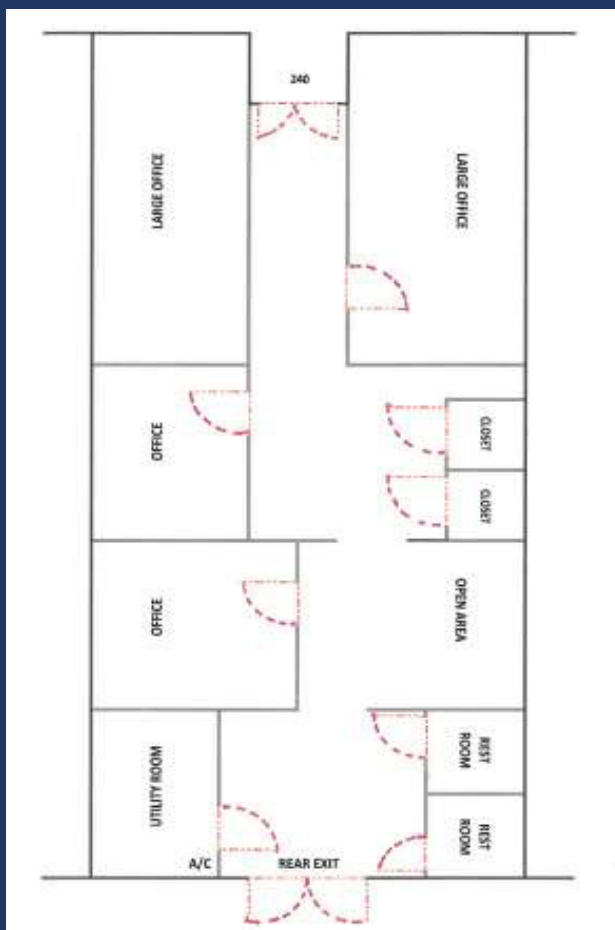 240
LARGE OFFICE
LARGE OFFICE
OFFICE
CLOSET
CLOSET
OFFICE
OPEN AREA
UTILITY ROOM
REST
ROOM
REST
ROOM
A/C
REAR EXIT